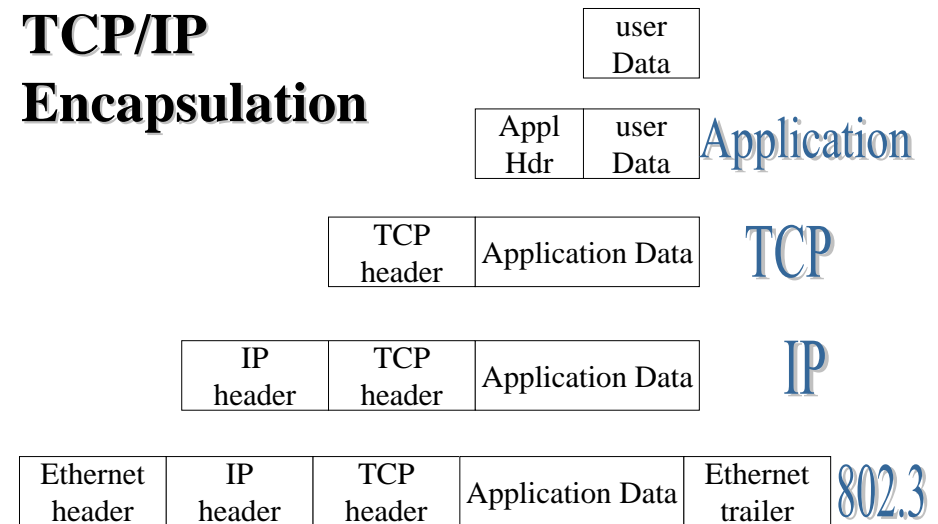 TCP/IP
Encapsulation
user
Data
Appl
Hdr
user
Data
Application
TCP
header
Application Data
TCP
IP
header
TCP
header
Application Data
IP
Ethernet
header
IP
header
TCP
header
Application Data
Ethernet
trailer
802.3